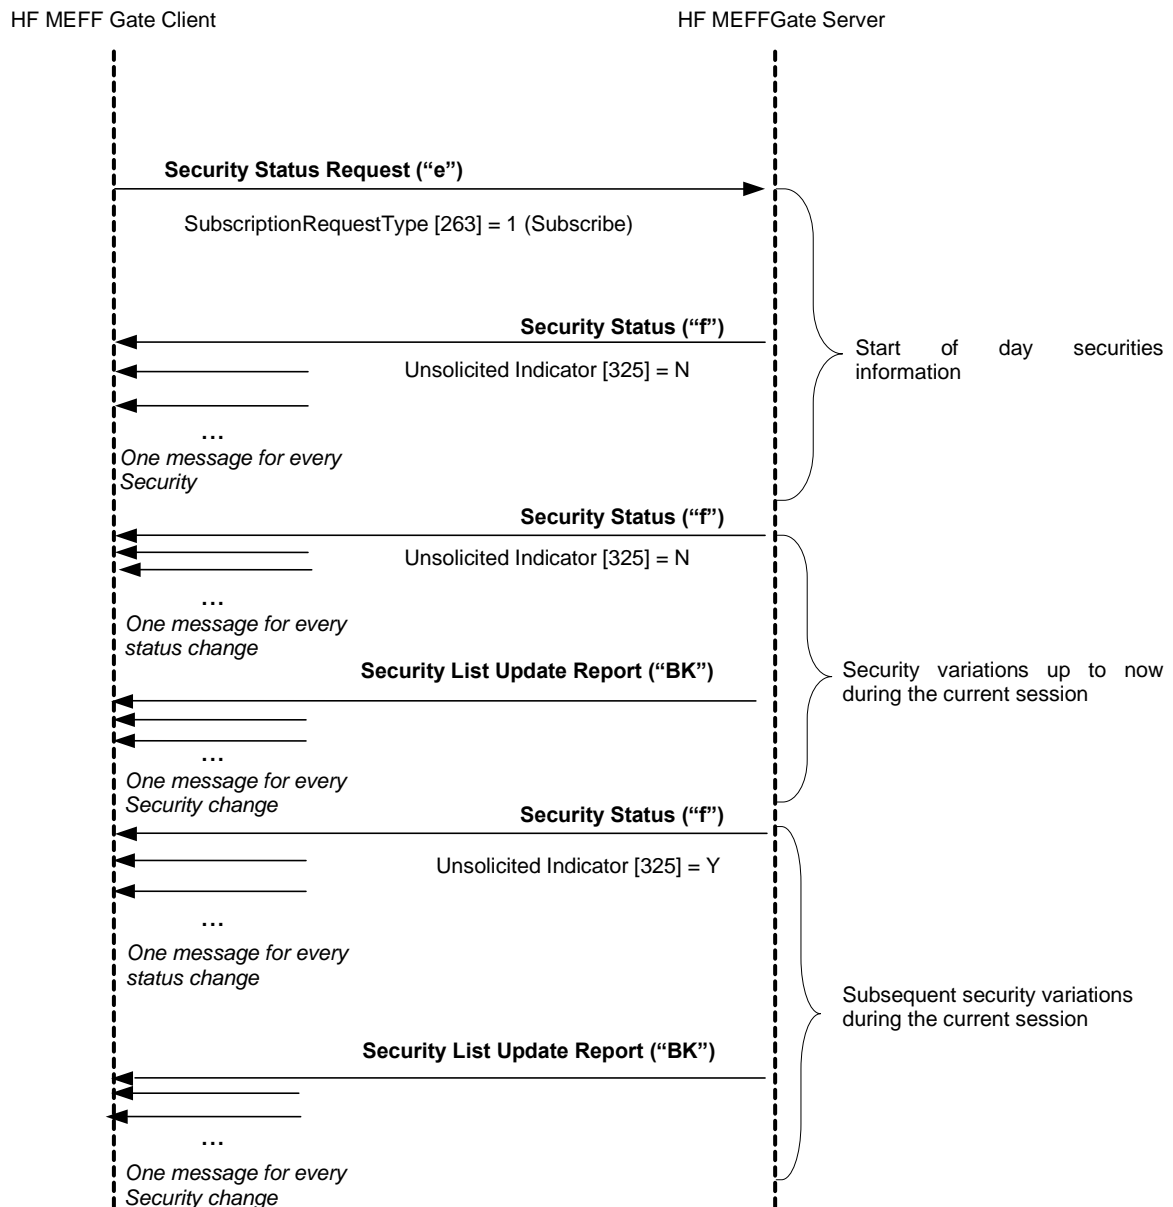 HF MEFF Gate Client
HF MEFFGate Server
Security Status Request (“e”)
SubscriptionRequestType [263] = 1 (Subscribe)
Security Status (“f”)
Unsolicited Indicator [325] = N
Start of day securities
information
...
One message for every
Security
Security Status (“f”)
Unsolicited Indicator [325] = N
...
One message for every
status change
Security List Update Report (“BK”)
Security variations up to now
during the current session
...
One message for every
Security change
Security Status (“f”)
Unsolicited Indicator [325] = Y
...
One message for every
status change
Subsequent security variations
during the current session
Security List Update Report (“BK”)
...
One message for every
Security change